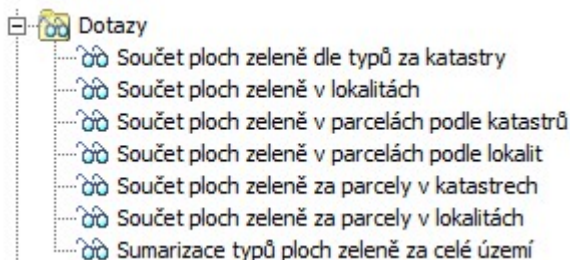 Dotazy
Součet ploch zeleně dle typů za katastry
Součet ploch zeleně v lokalitách
Součet ploch zeleně v parcelách podle katastrů
Součet ploch zeleně v parcelách podle lokalit
Součet ploch zeleně za parcely v katastrech
Součet ploch zeleně za parcely v lokalitách
Sumarizace typů ploch zeleně za celé území